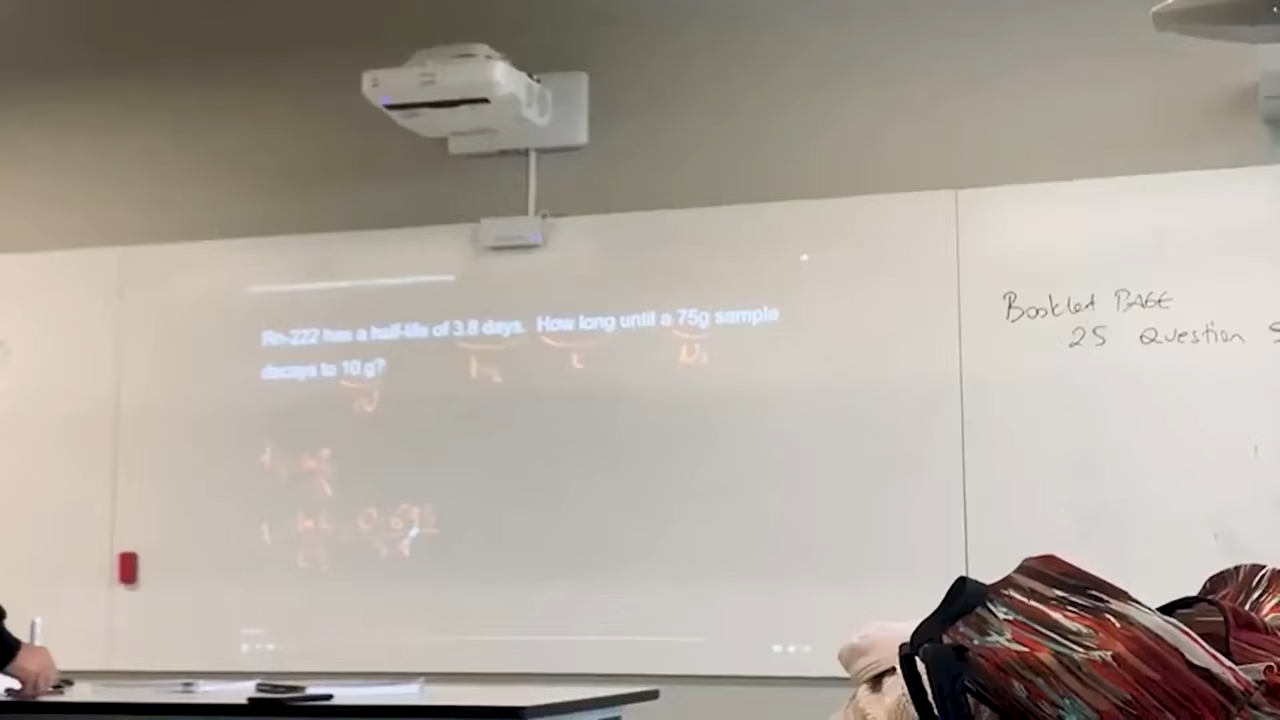 Rn-222 has a half-life of 3.8 days. How long until a 75g sample
decays to 10 g?
t
N
Booklet PAGE
25 Question